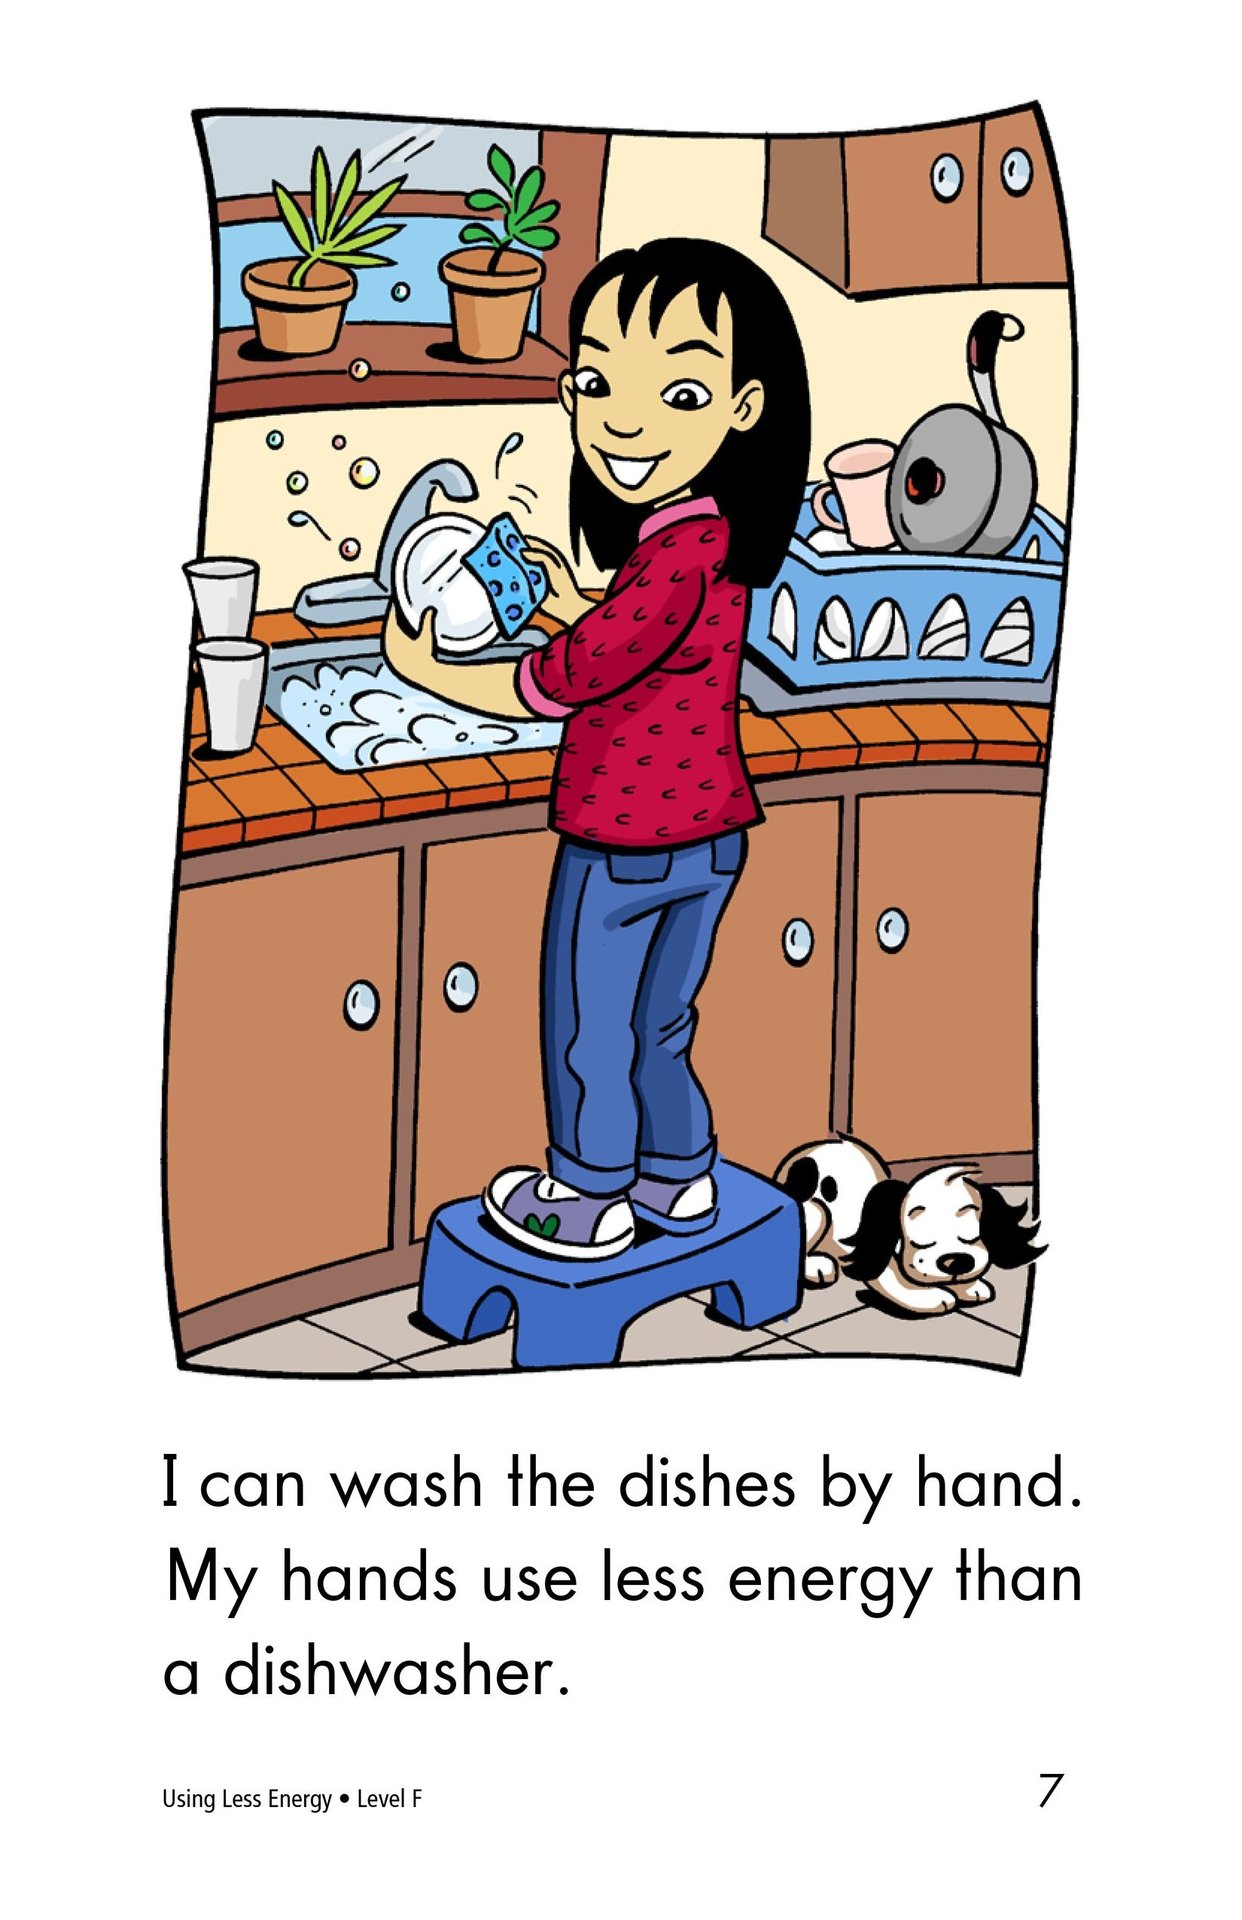 I can wash the dishes by hand.
My hands use less energy than
a dishwasher.
Using Less Energy • Level F
7